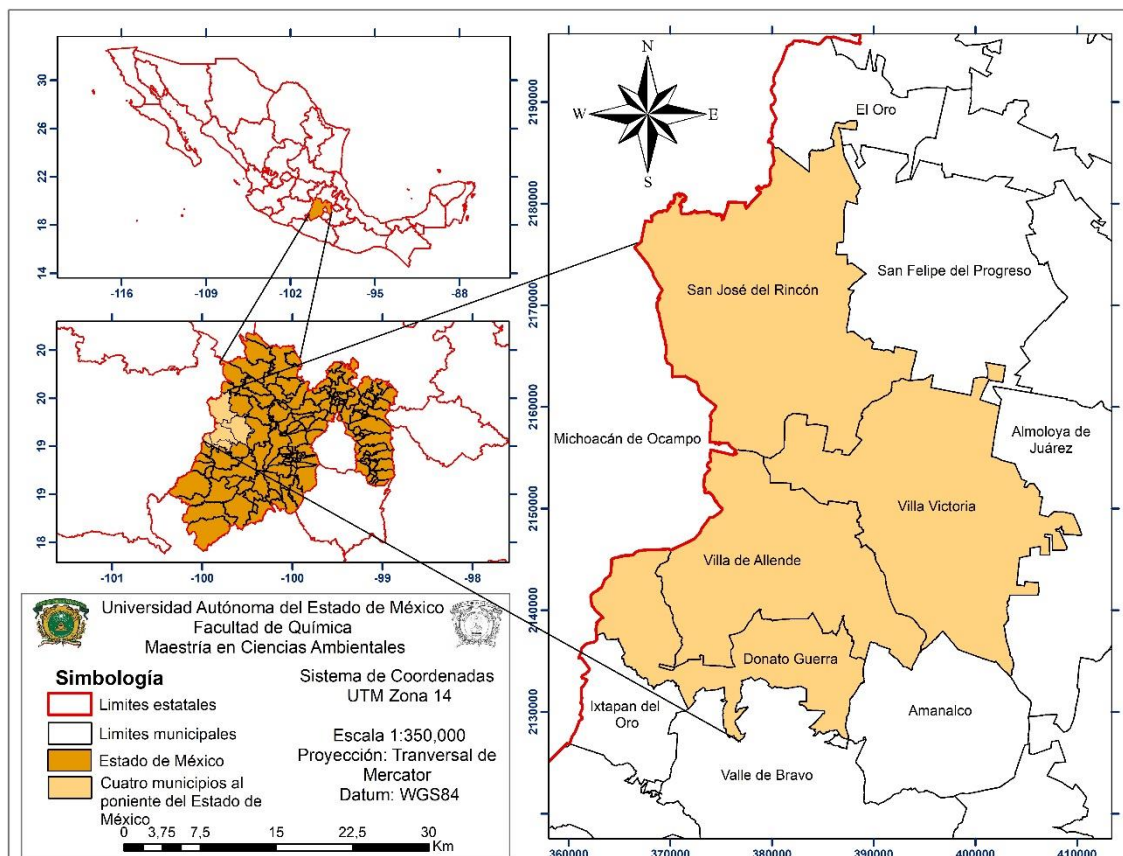 30
26
22
18
14
-116
-109
-102
-95
-88
20
20
19
19
18
-101
-100
-100
-99
-98
Universidad Autónoma del Estado de México
Facultad de Química
Maestría en Ciencias Ambientales
Simbología
Limites estatales
Limites municipales
Estado de México
Cuatro municipios al
poniente del Estado de
México
Sistema de Coordenadas
UTM Zona 14
Escala 1:350,000
Proyección: Tranversal de
Mercator
Datum: WGS84
0 3,75 7,5 15 22,5 30
Km
N
W
E
S
El Oro
San Felipe del Progreso
San José del Rincón
Michoacán de Ocampo
Almoloya de
Juárez
Villa Victoria
Villa de Allende
Donato Guerra
Ixtapan del
Oro
Amanalco
Valle de Bravo
2190000
2180000
2170000
2160000
2150000
2140000
2130000
360000
370000
380000
390000
400000
410000